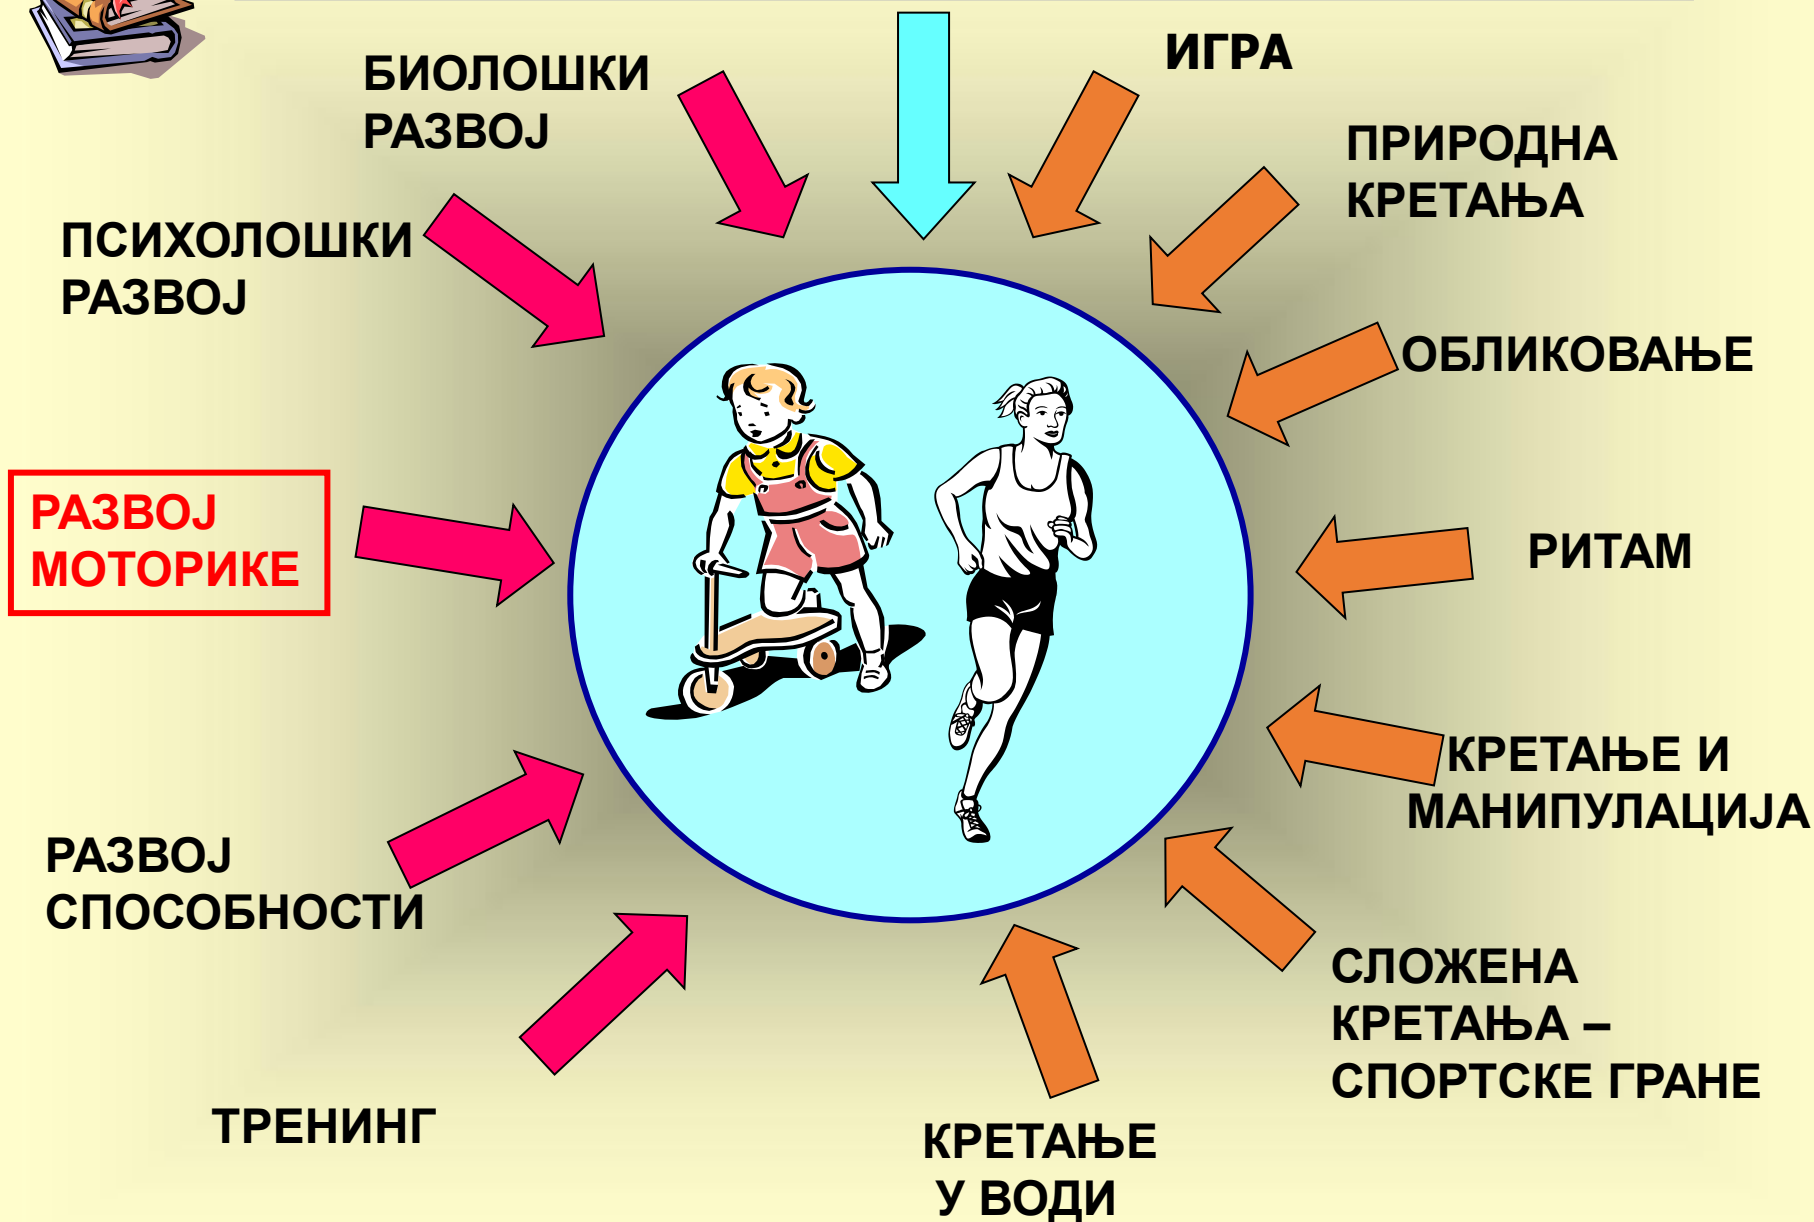 ИГРА
БИОЛОШКИ
РАЗВОЈ
ПРИРОДНА
КРЕТАЊА
ПСИХОЛОШКИ
РАЗВОЈ
ОБЛИКОВАЊЕ
РАЗВОЈ
МОТОРИКЕ
РИТАМ
КРЕТАЊЕ И
МАНИПУЛАЦИЈА
РАЗВОЈ
СПОСОБНОСТИ
СЛОЖЕНА
КРЕТАЊА –
СПОРТСКЕ ГРАНЕ
ТРЕНИНГ
КРЕТАЊЕ
У ВОДИ